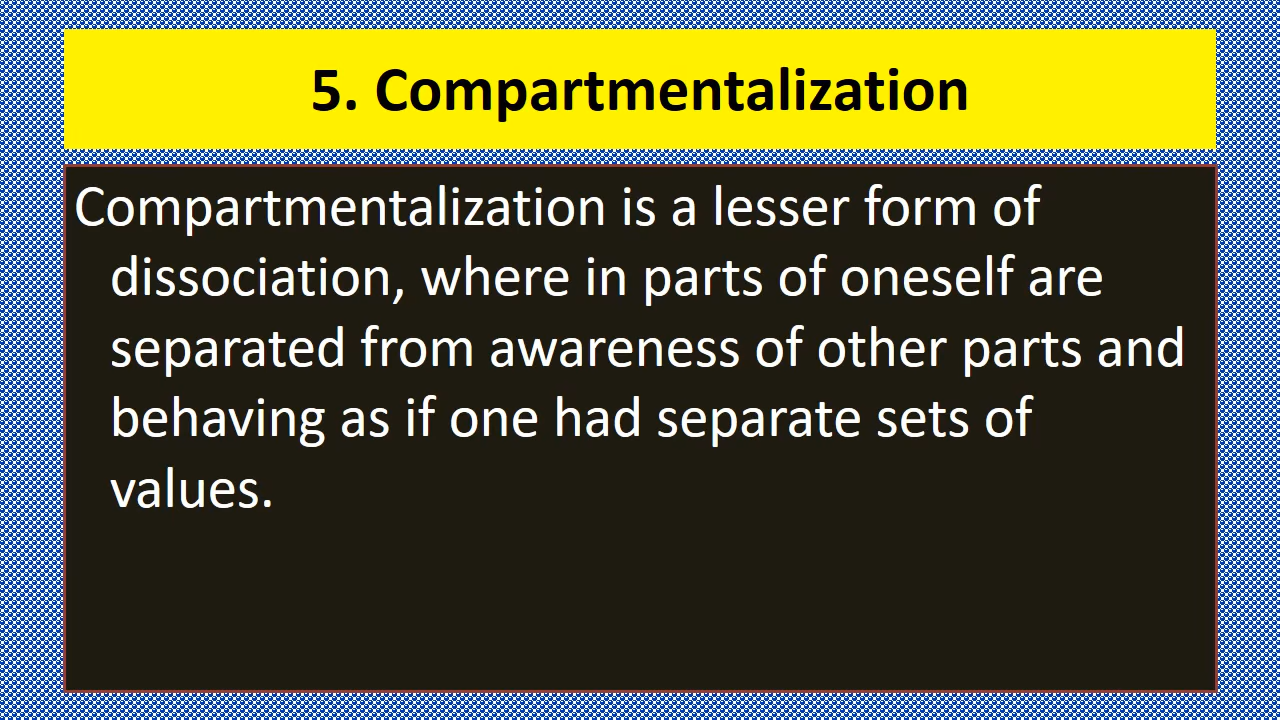 5. Compartmentalization
Compartmentalization is a lesser form of
dissociation, where in parts of oneself are
separated from awareness of other parts and
behaving as if one had separate sets of
values.